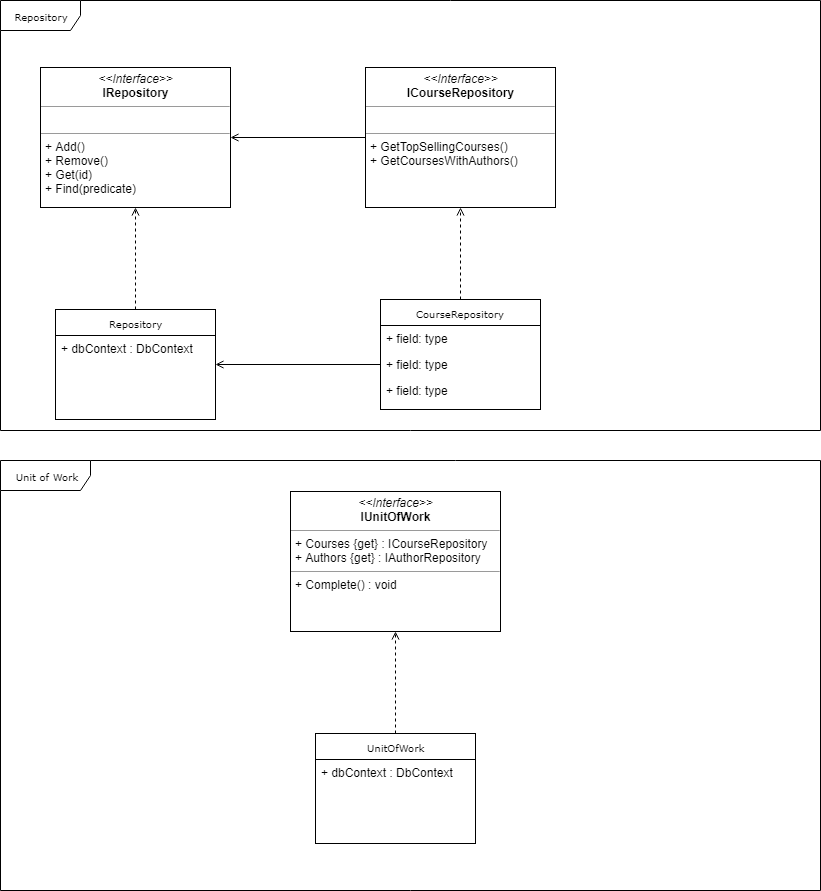 Repository
<<Interface>>
IRepository
+ Add()
+ Remove()
+ Get(id)
+ Find(predicate)
<<Interface>>
ICourseRepository
+ GetTopSellingCourses()
+ GetCoursesWithAuthors()
Repository
+ dbContext : DbContext
CourseRepository
+ field: type
+ field: type
+ field: type
Unit of Work
<<Interface>>
IUnitOfWork
+ Courses {get} : ICourseRepository
+ Authors {get} : IAuthorRepository
+ Complete() : void
UnitOfWork
+ dbContext : DbContext